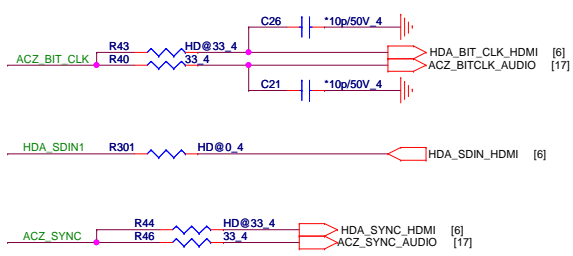 C26 *10p/50V_4
R43 HD@33_4 HDA_BIT_CLK_HDMI [6]
ACZ_BIT_CLK R40 33_4 ACZ_BITCLK_AUDIO [17]
C21 *10p/50V_4
HDA_SDIN1 R301 HD@0_4 HDA_SDIN_HDMI [6]
R44 HD@33_4 HDA_SYNC_HDMI [6]
ACZ_SYNC R46 33_4 ACZ_SYNC_AUDIO [17]